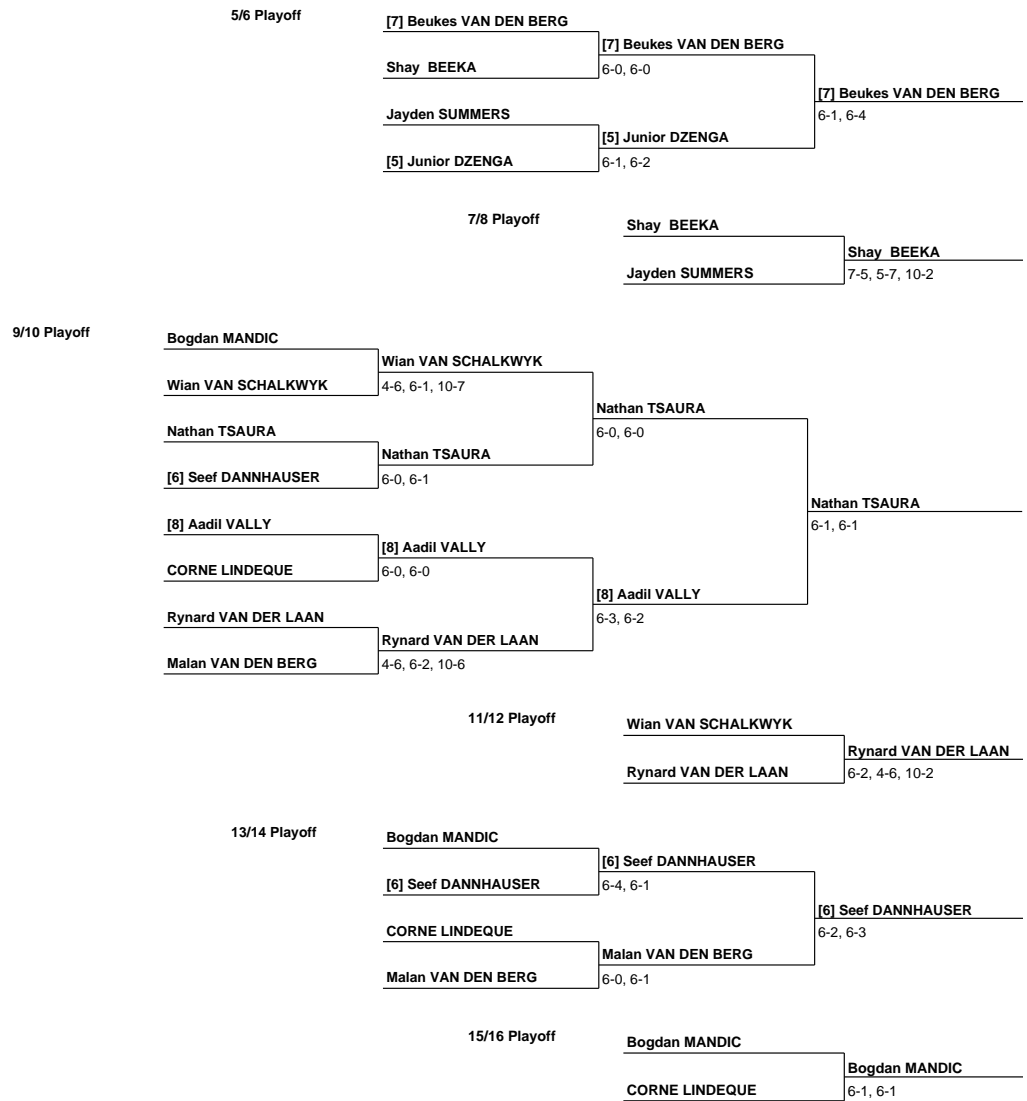 5/6 Playoff
[7] Beukes VAN DEN BERG
[7] Beukes VAN DEN BERG
Shay  BEEKA
6-0, 6-0
[7] Beukes VAN DEN BERG
Jayden SUMMERS
6-1, 6-4
[5] Junior DZENGA
[5] Junior DZENGA
6-1, 6-2
7/8 Playoff
Shay  BEEKA
Shay  BEEKA
Jayden SUMMERS
7-5, 5-7, 10-2
9/10 Playoff
Bogdan MANDIC
Wian VAN SCHALKWYK
Wian VAN SCHALKWYK
4-6, 6-1, 10-7
Nathan TSAURA
Nathan TSAURA
6-0, 6-0
Nathan TSAURA
[6] Seef DANNHAUSER
6-0, 6-1
Nathan TSAURA
[8] Aadil VALLY
6-1, 6-1
[8] Aadil VALLY
CORNE LINDEQUE
6-0, 6-0
[8] Aadil VALLY
Rynard VAN DER LAAN
6-3, 6-2
Rynard VAN DER LAAN
Malan VAN DEN BERG
4-6, 6-2, 10-6
11/12 Playoff
Wian VAN SCHALKWYK
Rynard VAN DER LAAN
Rynard VAN DER LAAN
6-2, 4-6, 10-2
13/14 Playoff
Bogdan MANDIC
[6] Seef DANNHAUSER
[6] Seef DANNHAUSER
6-4, 6-1
[6] Seef DANNHAUSER
CORNE LINDEQUE
6-2, 6-3
Malan VAN DEN BERG
Malan VAN DEN BERG
6-0, 6-1
15/16 Playoff
Bogdan MANDIC
Bogdan MANDIC
CORNE LINDEQUE
6-1, 6-1